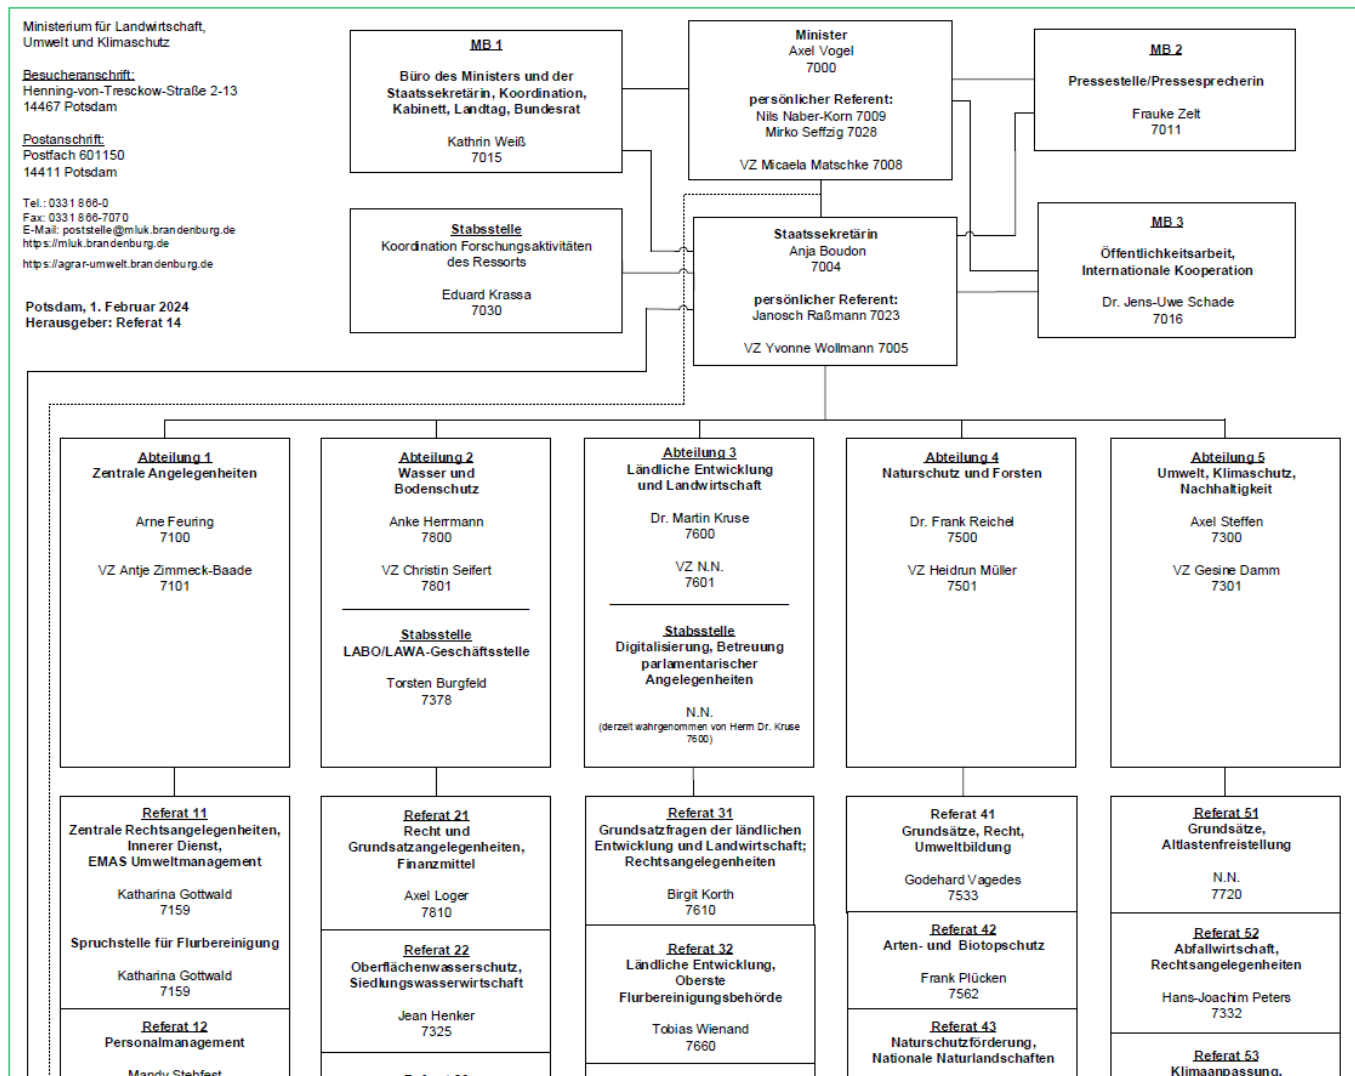 Ministerium für Landwirtschaft,
Umwelt und Klimaschutz
Besucheranschrift:
Henning-von-Tresckow-Straße 2-13
14467 Potsdam
Postanschrift:
Postfach 601150
14411 Potsdam
Tel.: 0331 866-0
Fax: 0331 866-7070
E-Mail: poststelle@mluk.brandenburg.de
https://mluk.brandenburg.de
https://agrar-umwelt.brandenburg.de
Potsdam, 1. Februar 2024
Herausgeber: Referat 14
MB 1
Büro des Ministers und der
Staatssekretärin, Koordination,
Kabinett, Landtag, Bundesrat
Kathrin Weiß
7015
Minister
Axel Vogel
7000
persönlicher Referent:
Nils Naber-Korn 7009
Mirko Seffzig 7028
VZ Micaela Matschke 7008
MB 2
Pressestelle/Pressesprecherin
Frauke Zelt
7011
Stabsstelle
Koordination Forschungsaktivitäten
des Ressorts
Eduard Krassa
7030
Staatssekretärin
Anja Boudon
7004
persönlicher Referent:
Janosch Raßmann 7023
VZ Yvonne Wollmann 7005
MB 3
Öffentlichkeitsarbeit,
Internationale Kooperation
Dr. Jens-Uwe Schade
7016
Abteilung 1
Zentrale Angelegenheiten
Arne Feuring
7100
VZ Antje Zimmeck-Baade
7101
Abteilung 2
Wasser und
Bodenschutz
Anke Herrmann
7800
VZ Christin Seifert
7801
Stabsstelle
LABO/LAWA-Geschäftsstelle
Torsten Burgfeld
7378
Abteilung 3
Ländliche Entwicklung
und Landwirtschaft
Dr. Martin Kruse
7600
VZ N.N.
7601
Stabsstelle
Digitalisierung, Betreuung
parlamentarischer
Angelegenheiten
N.N.
(derzeit wahrgenommen von Herrn Dr. Kruse
7600)
Abteilung 4
Naturschutz und Forsten
Dr. Frank Reichel
7500
VZ Heidrun Müller
7501
Abteilung 5
Umwelt, Klimaschutz,
Nachhaltigkeit
Axel Steffen
7300
VZ Gesine Damm
7301
Referat 11
Zentrale Rechtsangelegenheiten,
Innerer Dienst,
EMAS Umweltmanagement
Katharina Gottwald
7159
Spruchstelle für Flurbereinigung
Katharina Gottwald
7159
Referat 12
Personalmanagement
Mandy Stehfest
Referat 21
Recht und
Grundsatzangelegenheiten,
Finanzmittel
Axel Loger
7810
Referat 22
Oberflächenwasserschutz,
Siedlungswasserwirtschaft
Jean Henker
7325
Referat 31
Grundsatzfragen der ländlichen
Entwicklung und Landwirtschaft;
Rechtsangelegenheiten
Birgit Korth
7610
Referat 32
Ländliche Entwicklung,
Oberste
Flurbereinigungsbehörde
Tobias Wienand
7660
Referat 41
Grundsätze, Recht,
Umweltbildung
Godehard Vagedes
7533
Referat 42
Arten- und Biotopschutz
Frank Plücken
7562
Referat 43
Naturschutzförderung,
Nationale Naturlandschaften
Referat 51
Grundsätze,
Altlastenfreistellung
N.N.
7720
Referat 52
Abfallwirtschaft,
Rechtsangelegenheiten
Hans-Joachim Peters
7332
Referat 53
Klimaanpassung,